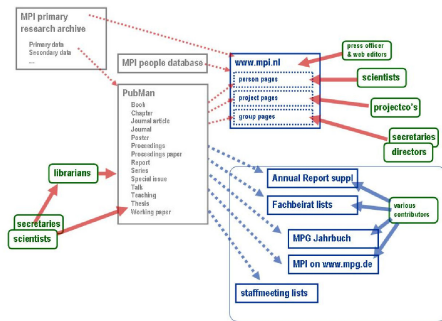 MPI primary
research archive
Primary data
Secondary data
...
MPI people database
PubMan
Book
Chapter
Journal article
Journal
Poster
Proceedings
Proceedings paper
Report
Series
Special issue
Talk
Teaching
Thesis
Working paper
www.mpi.nl
person pages
project pages
group pages
press officer
& web editors
scientists
projectco's
secretaries
directors
librarians
secretaries
scientists
Annual Report suppl
Fachbeirat lists
MPG Jahrbuch
MPI on www.mpg.de
staffmeeting lists
various
contributors